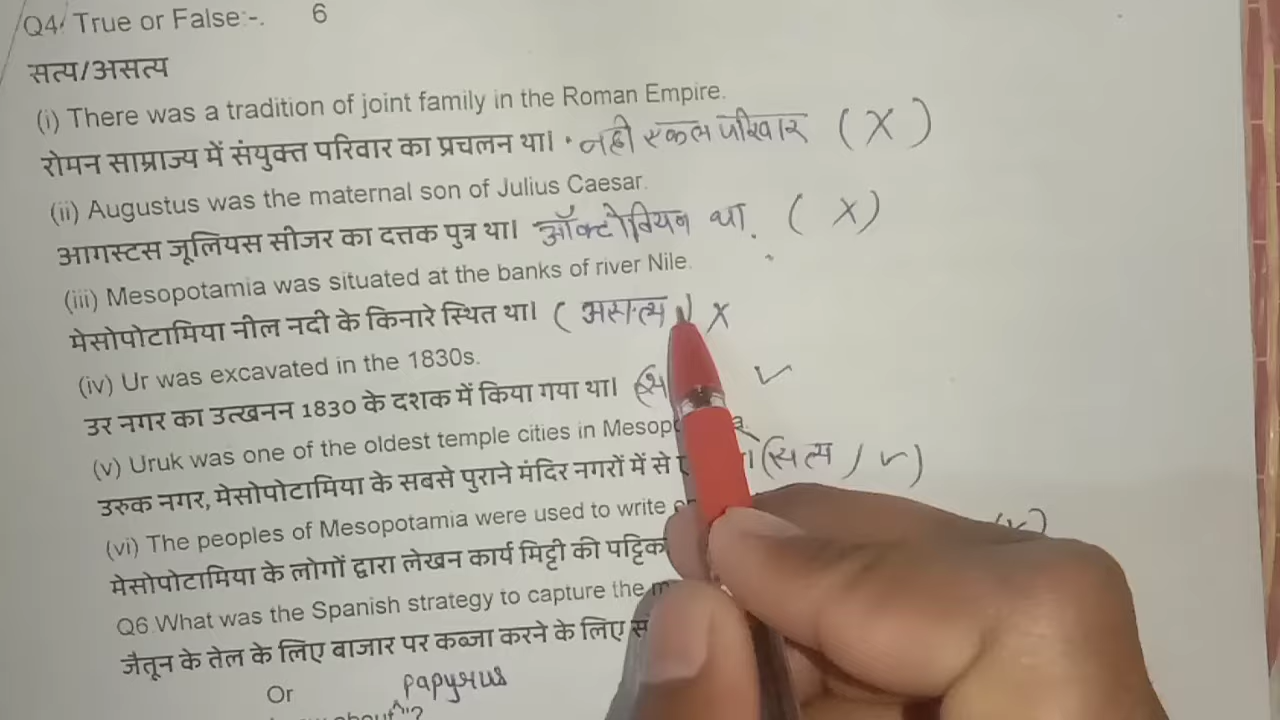 Q4. True or False:-. 6
सत्य/असत्य
(i) There was a tradition of joint family in the Roman Empire.
रोमन साम्राज्य में संयुक्त परिवार का प्रचलन था। नही एकल परिवार (X)
(ii) Augustus was the maternal son of Julius Caesar.
आगस्टस जूलियस सीजर का दत्तक पुत्र था। ऑक्टोवियन था. (X)
(iii) Mesopotamia was situated at the banks of river Nile.
मेसोपोटामिया नील नदी के किनारे स्थित था। (असत्य) X
(iv) Ur was excavated in the 1830s.
उर नगर का उत्खनन 1830 के दशक में किया गया था। ✓
(v) Uruk was one of the oldest temple cities in
उरुक नगर, मेसोपोटामिया के सबसे पुराने मंदिर नगरों में से (सत्य / ✓)
(vi) The peoples of Mesopotamia were used to write
मेसोपोटामिया के लोगों द्वारा लेखन कार्य मिट्टी की
Q6.What was the Spanish strategy to capture the
जैतून के तेल के लिए बाजार पर कब्जा करने के लिए
Or papyrus